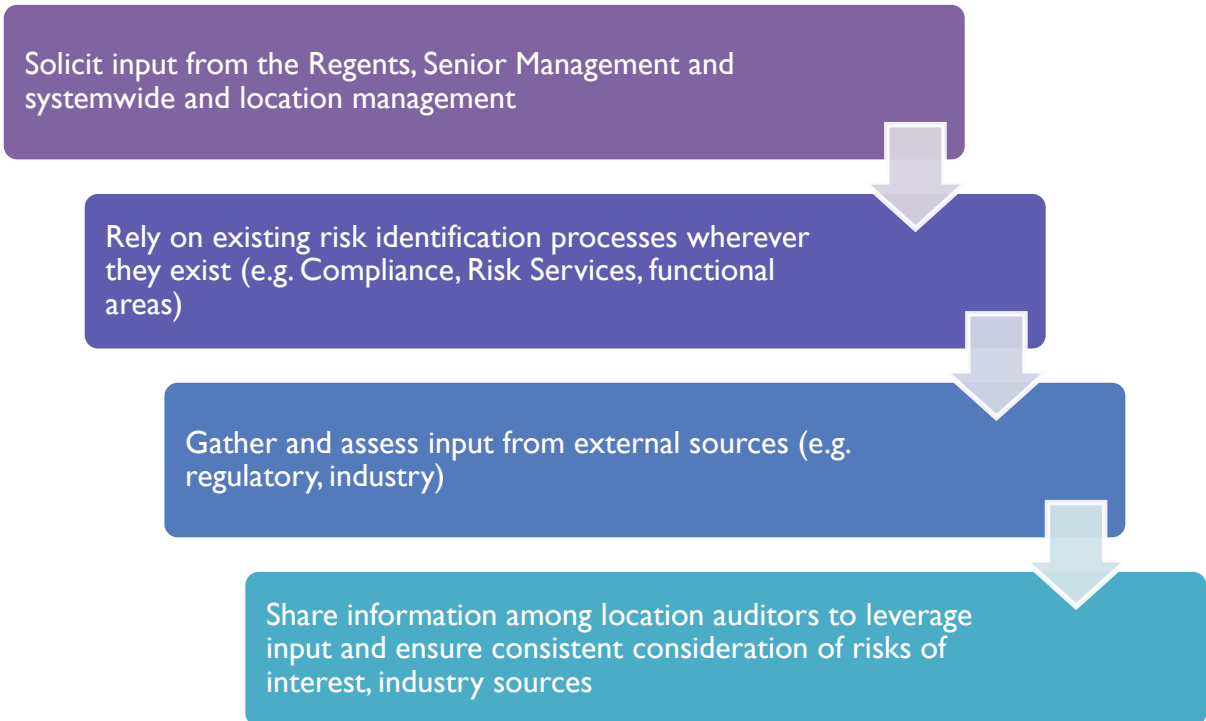 Solicit input from the Regents, Senior Management and
systemwide and location management
Rely on existing risk identification processes wherever
they exist (e.g. Compliance, Risk Services, functional
areas)
Gather and assess input from external sources (e.g.
regulatory, industry)
Share information among location auditors to leverage
input and ensure consistent consideration of risks of
interest, industry sources